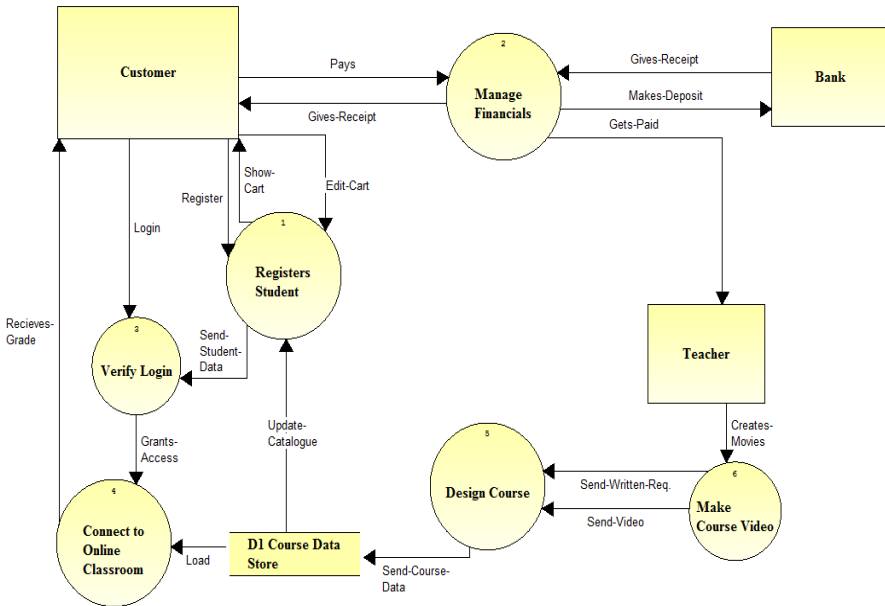 2
Customer
Pays
Manage
Financials
Gives-Receipt
Bank
Gives-Receipt
Makes-Deposit
Gets-Paid
Show-
Cart
Register
Edit-Cart
Login
1
Registers
Student
Recieves-
Grade
3
Verify Login
Send-
Student-
Data
Teacher
Grants-
Access
Update-
Catalogue
Creates-
Movies
5
Design Course
Send-Written-Req.
Send-Video
6
Make
Course Video
4
Connect to
Online
Classroom
Load
D1 Course Data
Store
Send-Course-
Data